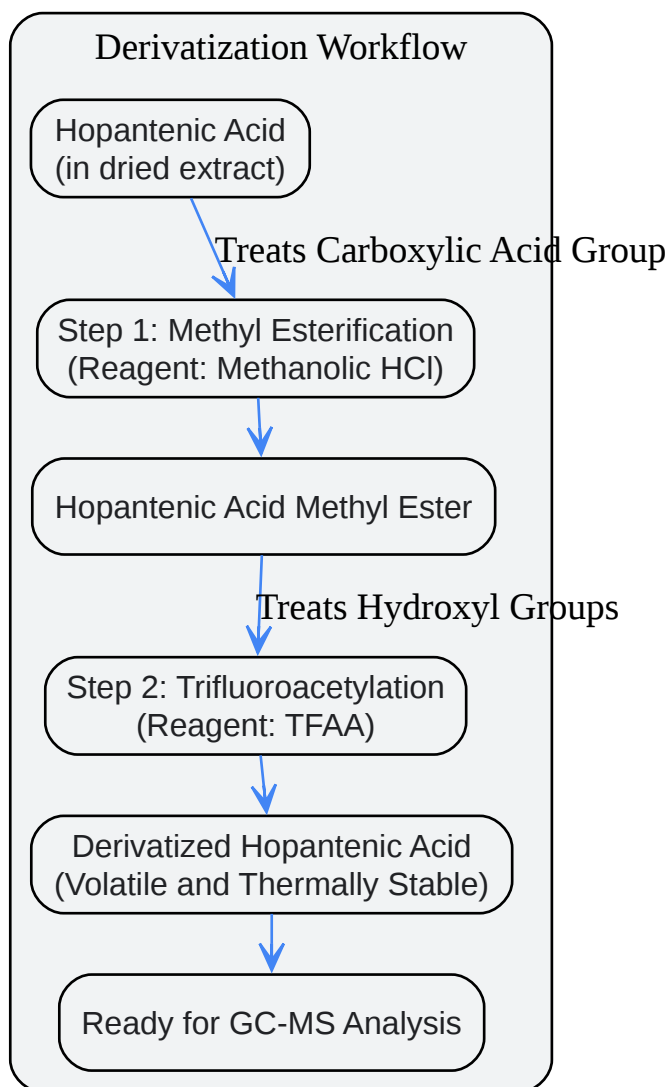 Derivatization Workflow
Hopantenic Acid
(in dried extract)
Treats Carboxylic Acid Group
Step 1: Methyl Esterification
(Reagent: Methanolic HCl)
Hopantenic Acid Methyl Ester
Treats Hydroxyl Groups
Step 2: Trifluoroacetylation
(Reagent: TFAA)
Derivatized Hopantenic Acid
(Volatile and Thermally Stable)
Ready for GC-MS Analysis